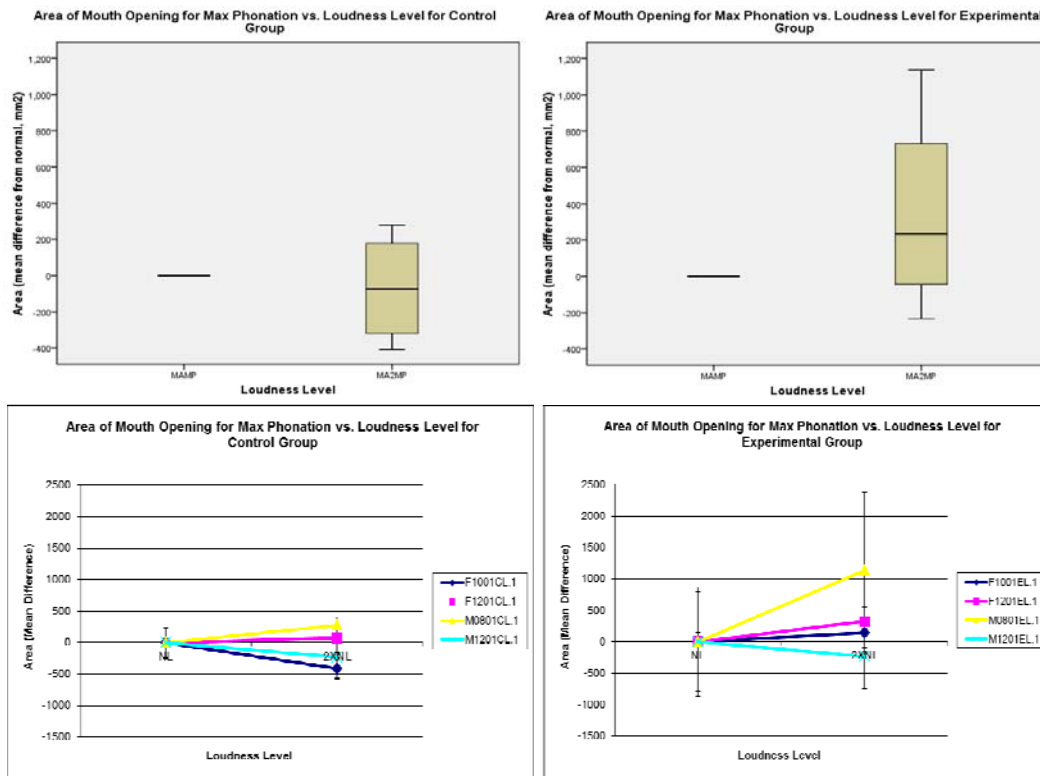 Area of Mouth Opening for Max Phonation vs. Loudness Level for Control
Group
Area (mean difference from normal, mm2)
1,200
1,000
800
600
400
200
0
-200
-400
MAMP
MA2MP
Loudness Level
Area of Mouth Opening for Max Phonation vs. Loudness Level for Experimental
Group
Area (mean difference from normal, mm2)
1,200
1,000
800
600
400
200
0
-200
-400
MAMP
MA2MP
Loudness Level
Area of Mouth Opening for Max Phonation vs. Loudness Level for
Control Group
Area (Mean Difference)
2500
2000
1500
1000
500
0
-500
-1000
-1500
NL
2XNL
Loudness Level
F1001CL.1
F1201CL.1
M0801CL.1
M1201CL.1
Area of Mouth Opening for Max Phonation vs. Loudness Level for
Experimental Group
Area (Mean Difference)
2500
2000
1500
1000
500
0
-500
-1000
-1500
NL
2XNL
Loudness Level
F1001EL.1
F1201EL.1
M0801EL.1
M1201EL.1